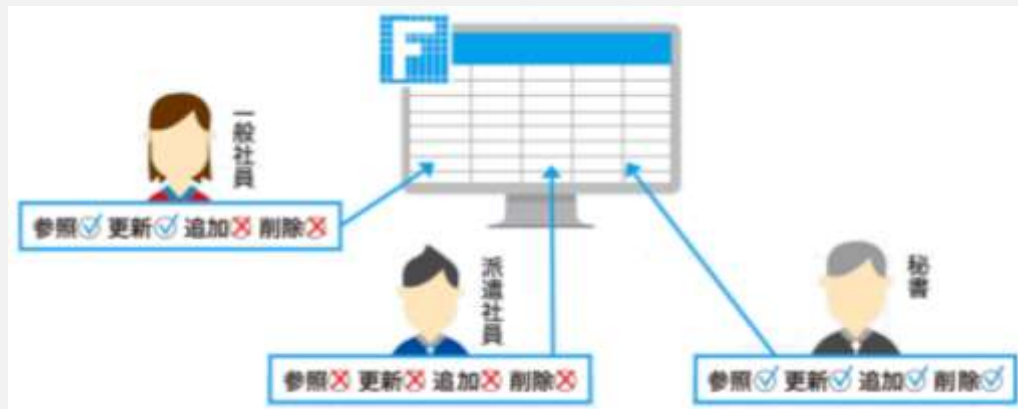 F
一般社員
参照 更新 追加 削除
派遣社員
参照 更新 追加 削除
秘書
参照 更新 追加 削除